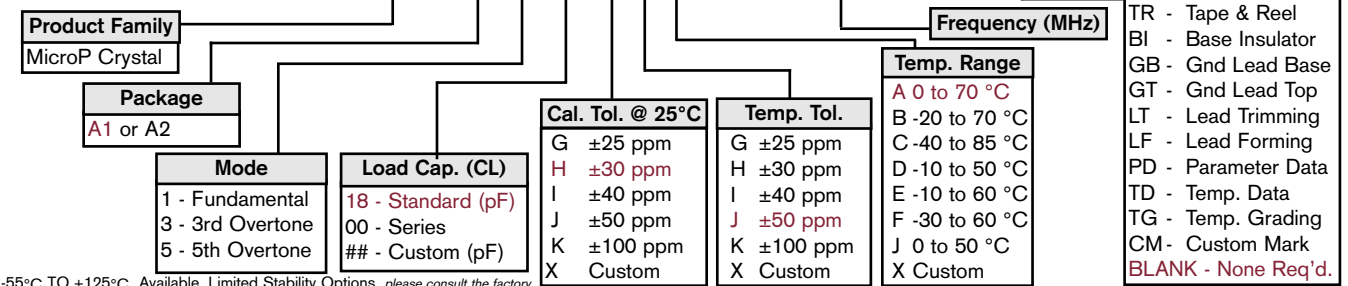 Product Family
MicroP Crystal
Package
A1 or A2
Mode
1 - Fundamental
3 - 3rd Overtone
5 - 5th Overtone
Load Cap. (CL)
18 - Standard (pF)
00 - Series
## - Custom (pF)
Cal. Tol. @ 25°C
G ±25 ppm
H ±30 ppm
I ±40 ppm
J ±50 ppm
K ±100 ppm
X Custom
Temp. Tol.
G ±25 ppm
H ±30 ppm
I ±40 ppm
J ±50 ppm
K ±100 ppm
X Custom
Temp. Range
A 0 to 70 °C
B -20 to 70 °C
C -40 to 85 °C
D -10 to 50 °C
E -10 to 60 °C
F -30 to 60 °C
J 0 to 50 °C
X Custom
Frequency (MHz)
TR - Tape & Reel
BI - Base Insulator
GB - Gnd Lead Base
GT - Gnd Lead Top
LT - Lead Trimming
LF - Lead Forming
PD - Parameter Data
TD - Temp. Data
TG - Temp. Grading
CM - Custom Mark
BLANK - None Req'd.
-55°C TO +125°C Available, Limited Stability Options, please consult the factory